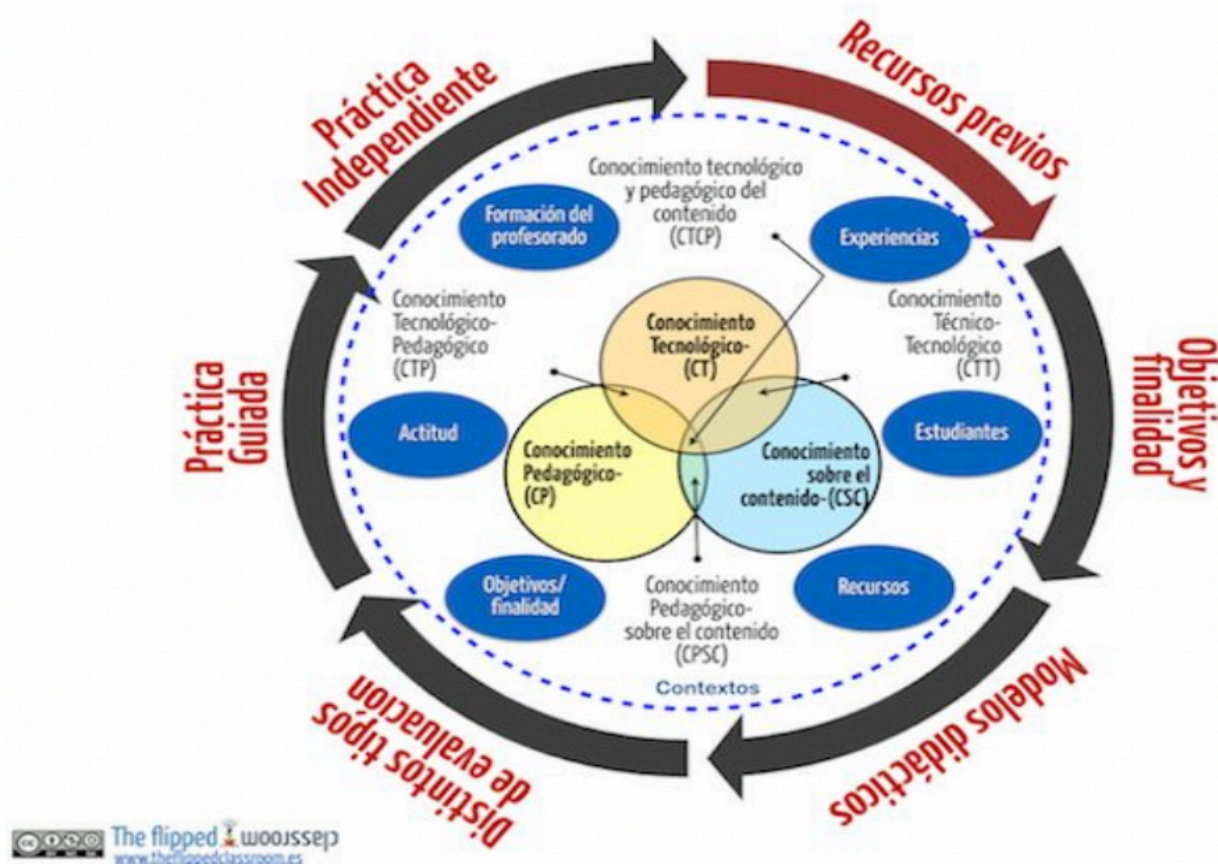 Recursos previos
Objetivos y
finalidad
Modelos didácticos
Distintos tipos
de evaluación
Práctica
Guiada
Práctica
Independiente
Conocimiento tecnológico
y pedagógico del
contenido
(CTCP)
Formación del
profesorado
Experiencias
Conocimiento
Tecnológico-
Pedagógico
(CTP)
Conocimiento
Técnico-
Tecnológico
(CTT)
Conocimiento
Tecnológico-
(CT)
Actitud
Estudiantes
Conocimiento
Pedagógico-
(CP)
Conocimiento
sobre el
contenido-(CSC)
Objetivos/
finalidad
Recursos
Conocimiento
Pedagógico-
sobre el contenido
(CPSC)
Contextos
The flipped classroom
www.theflippedclassroom.es